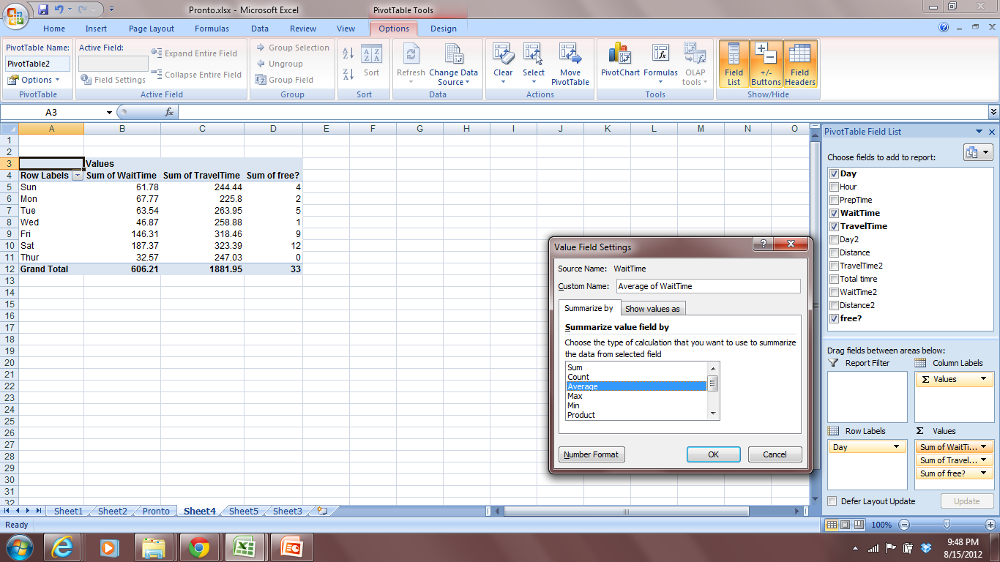 Pronto.xlsx - Microsoft Excel
PivotTable Tools
Home Insert Page Layout Formulas Data Review View Options Design
PivotTable Name:
PivotTable2
Options
PivotTable
Active Field:
Field Settings
Expand Entire Field
Collapse Entire Field
Active Field
Group Selection
Ungroup
Group Field
Group
Sort
Sort
Refresh
Change Data
Source
Data
Clear
Select
Move
PivotTable
Actions
PivotChart
Formulas
OLAP
tools
Tools
Field
List
+/-
Buttons
Field
Headers
Show/Hide
A3 fx
A B C D E F G H I J K L M N O
1
2
3 Values
4 Row Labels Sum of WaitTime Sum of TravelTime Sum of free?
5 Sun 61.78 244.44 4
6 Mon 67.77 225.8 2
7 Tue 63.54 263.95 5
8 Wed 46.87 258.88 1
9 Fri 146.31 318.46 9
10 Sat 187.37 323.39 12
11 Thur 32.57 247.03 0
12 Grand Total 606.21 1881.95 33
13
14
15
16
17
18
19
20
21
22
23
24
25
26
27
28
29
30
31
32
Value Field Settings
?
Source Name: WaitTime
Custom Name: Average of WaitTime
Summarize by Show values as
Summarize value field by
Choose the type of calculation that you want to use to summarize
the data from selected field
Sum
Count
Average
Max
Min
Product
Number Format OK Cancel
PivotTable Field List
Choose fields to add to report:
Day
Hour
PrepTime
WaitTime
TravelTime
Day2
Distance
TravelTime2
Total timre
WaitTime2
Distance2
free?
Drag fields between areas below:
Report Filter Column Labels
Σ Values
Row Labels Σ Values
Day Sum of WaitTi...
Sum of Travel...
Sum of free?
Defer Layout Update Update
Sheet1 Sheet2 Pronto Sheet4 Sheet5 Sheet3
Ready 100%
9:48 PM
8/15/2012